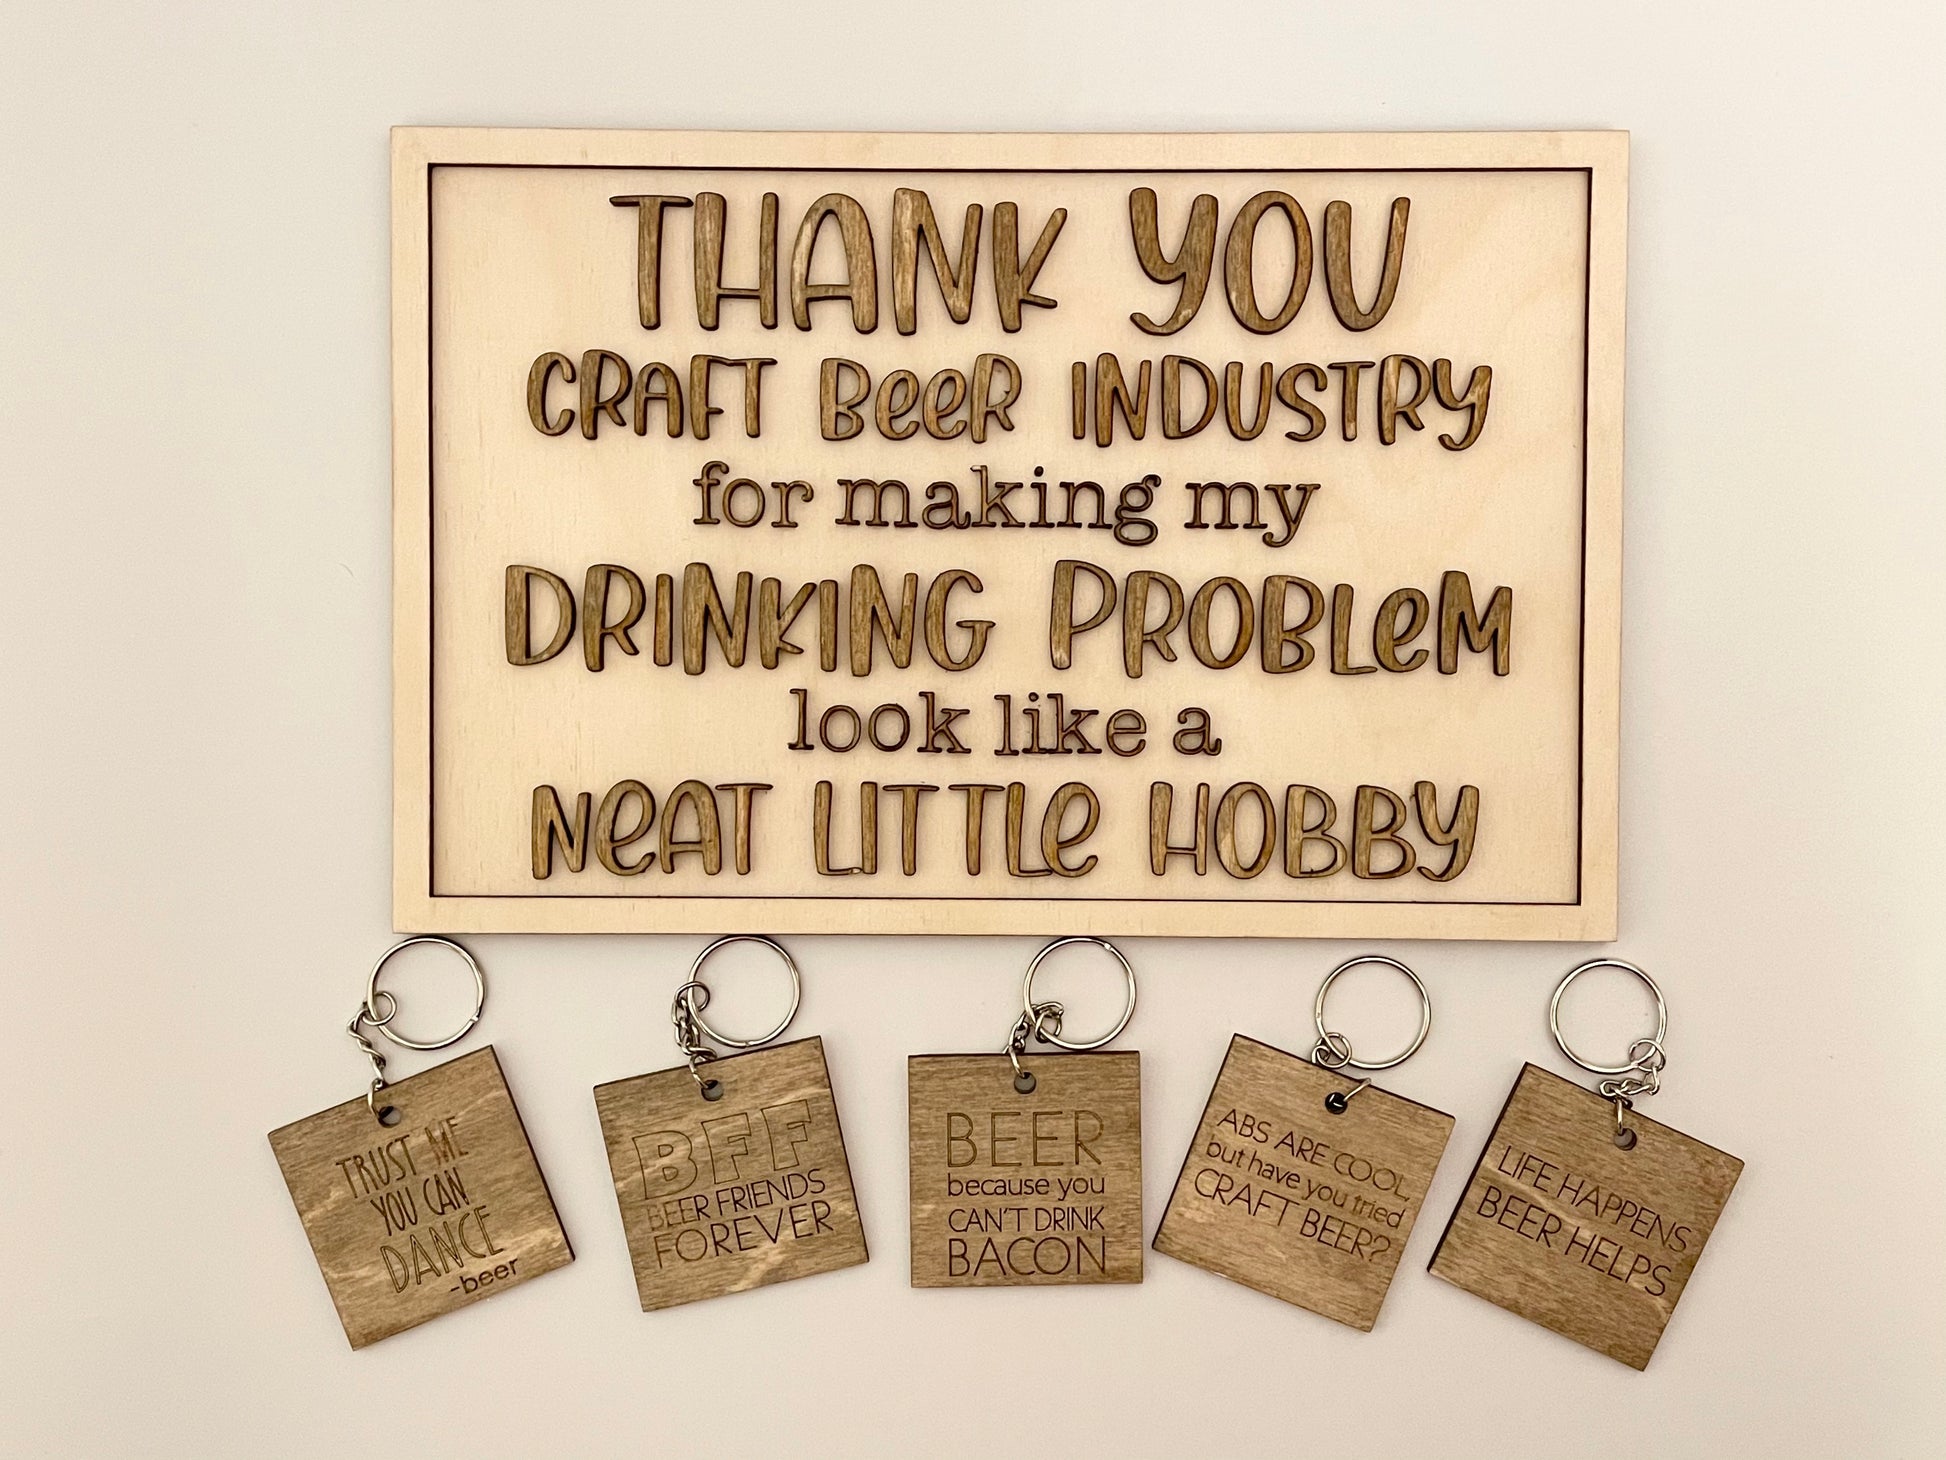 THANK YOU
CRAFT BeeR INDUSTRY
for making my
DRINKING PROBLeM
look like a
NeAT LITTLe HOBBY
TRUST ME
YOU CAN
DANCE
-beer
BFF
BEER FRIENDS
FOREVER
BEER
because you
CAN'T DRINK
BACON
ABS ARE COOL
but have you tried
CRAFT BEER?
LIFE HAPPENS
BEER HELPS